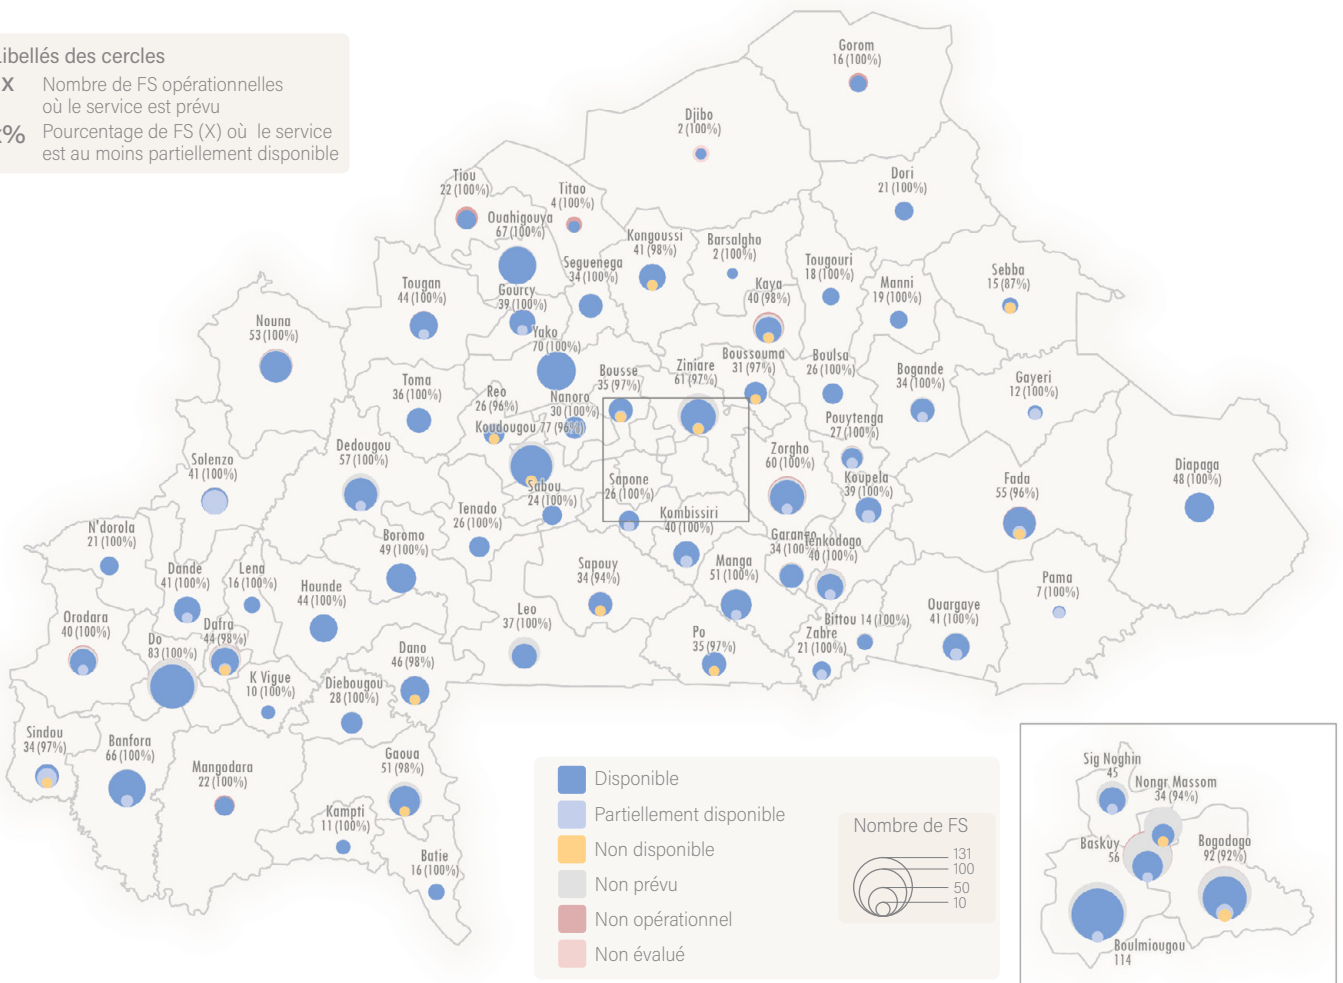 Libellés des cercles
X Nombre de FS opérationnelles
où le service est prévu
% Pourcentage de FS (X) où le service
est au moins partiellement disponible
Gorom
16 (100%)
Djibo
2 (100%)
Dori
21 (100%)
Tiou
22 (100%)
Titao
4 (100%)
Ouahigouya
67 (100%)
Kongoussi
41 (98%)
Barsalgho
2 (100%)
Tougouri
18 (100%)
Seguenega
34 (100%)
Sebba
15 (87%)
Tougan
44 (100%)
Gourcy
39 (100%)
Kaya
40 (98%)
Manni
19 (100%)
Nouna
53 (100%)
Yako
70 (100%)
Ziniare
61 (97%)
Boussouma
31 (97%)
Boulsa
26 (100%)
Bogande
34 (100%)
Gayeri
12 (100%)
Toma
36 (100%)
Reo
26 (96%)
Bousse
35 (97%)
Nanoro
30 (100%)
Koudougou 77 (96%)
Pouytenga
27 (100%)
Dedougou
57 (100%)
Solenzo
41 (100%)
Zorgho
60 (100%)
Koupela
39 (100%)
Fada
55 (96%)
Diapaga
48 (100%)
Sabou
24 (100%)
Sapone
26 (100%)
Tenado
26 (100%)
Kombissiri
40 (100%)
N'dorola
21 (100%)
Boromo
49 (100%)
Garango
34 (100%)
Tenkodogo
40 (100%)
Dande
41 (100%)
Lena
16 (100%)
Hounde
44 (100%)
Sapouy
34 (94%)
Manga
51 (100%)
Pama
7 (100%)
Orodara
40 (100%)
Do
83 (100%)
Dafra
44 (98%)
Leo
37 (100%)
Po
35 (97%)
Zabre
21 (100%)
Bittou 14 (100%)
Ouargaye
41 (100%)
Dano
46 (98%)
K Vigue
10 (100%)
Diebougou
28 (100%)
Sindou
34 (97%)
Banfora
66 (100%)
Mangodara
22 (100%)
Gaoua
51 (98%)
Kampti
11 (100%)
Batie
16 (100%)
Disponible
Partiellement disponible
Non disponible
Non prévu
Non opérationnel
Non évalué
Nombre de FS
131
100
50
10
Sig Noghin
45
Nongr Massom
34 (94%)
Baskuy
56
Bogodogo
92 (92%)
Boulmiougou
114